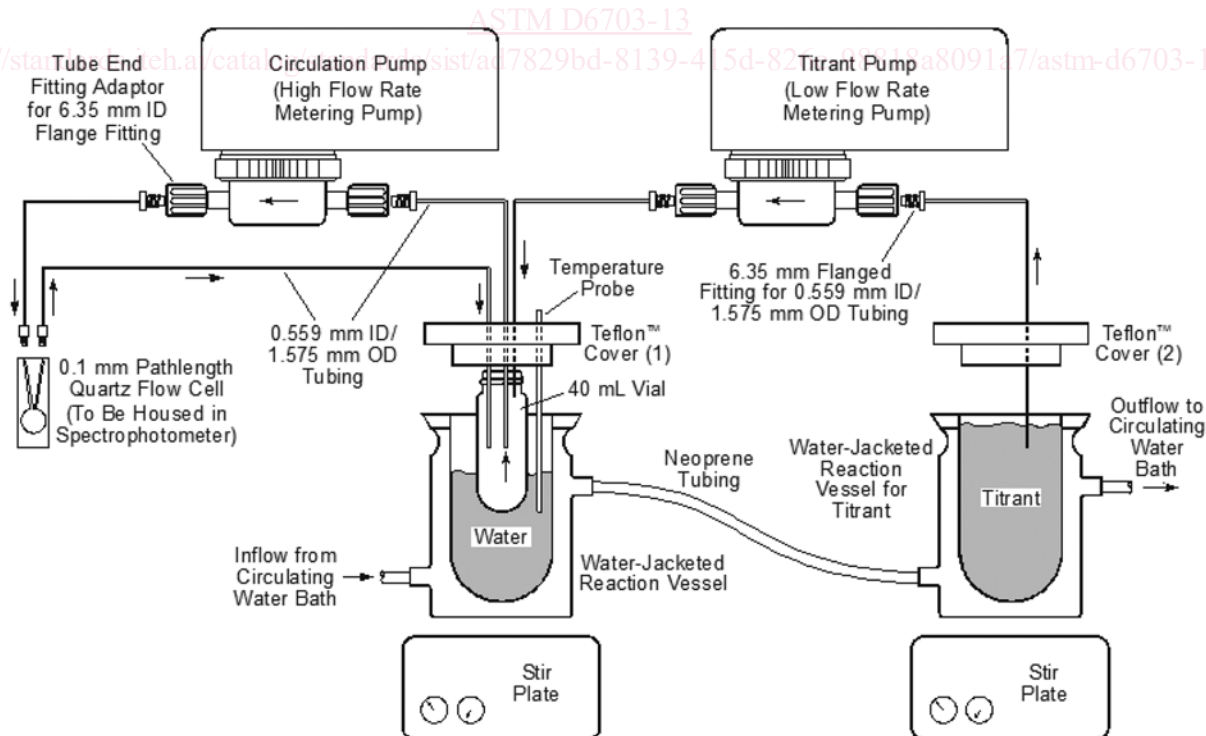 ASTM D6703-13
Tube End
Fitting Adaptor
for 6.35 mm ID
Flange Fitting
Circulation Pump
(High Flow Rate
Metering Pump)
Titrant Pump
(Low Flow Rate
Metering Pump)
Temperature
Probe
6.35 mm Flanged
Fitting for 0.559 mm ID/
1.575 mm OD Tubing
0.559 mm ID/
1.575 mm OD
Tubing
Teflon™
Cover (1)
Teflon™
Cover (2)
0.1 mm Pathlength
Quartz Flow Cell
(To Be Housed in
Spectrophotometer)
40 mL Vial
Outflow to
Circulating
Water
Bath
Neoprene
Tubing
Water-Jacketed
Reaction
Vessel for
Titrant
Titrant
Water
Inflow from
Circulating
Water Bath
Water-Jacketed
Reaction Vessel
Stir
Plate
Stir
Plate